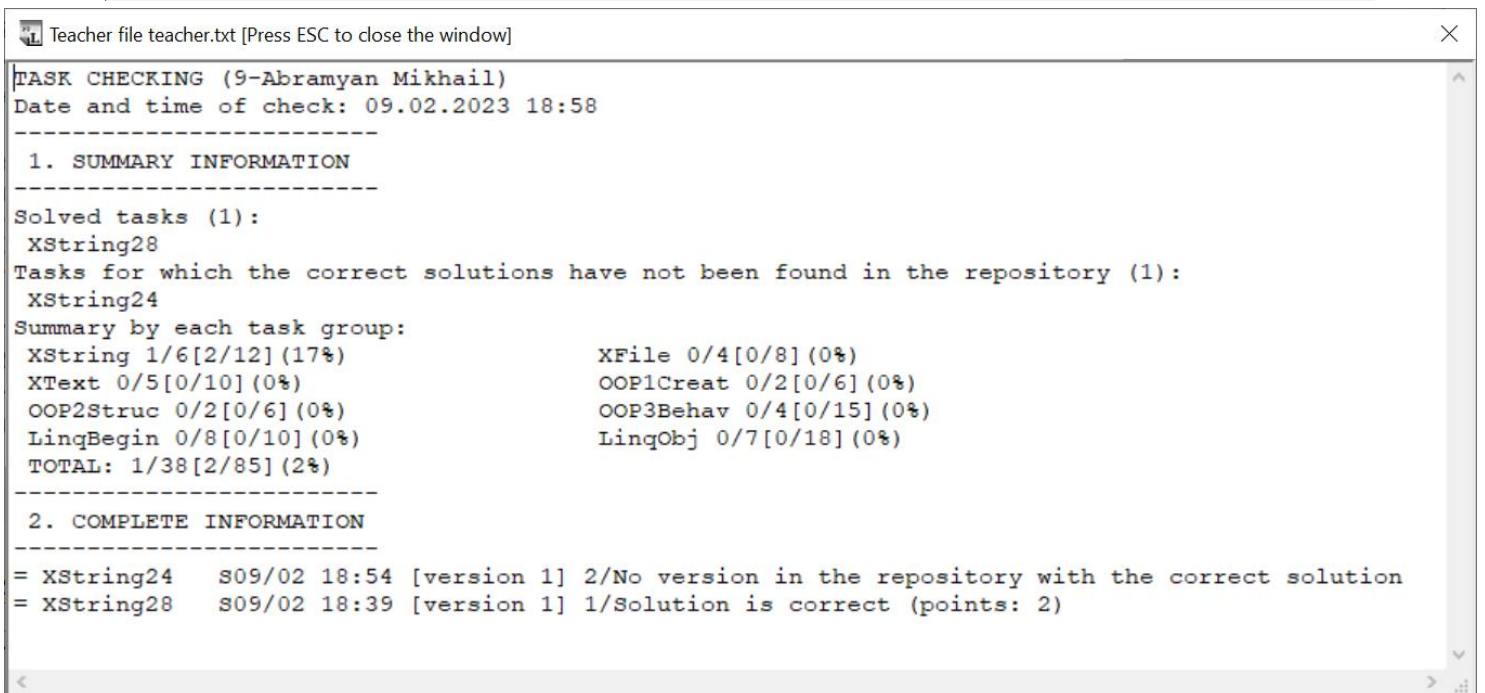 Teacher file teacher.txt [Press ESC to close the window]
TASK CHECKING (9-Abramyan Mikhail)
Date and time of check: 09.02.2023 18:58
--------------------------
1. SUMMARY INFORMATION
--------------------------
Solved tasks (1):
XString28
Tasks for which the correct solutions have not been found in the repository (1):
XString24
Summary by each task group:
XString 1/6[2/12](17%) XFile 0/4[0/8](0%)
XText 0/5[0/10](0%) OOP1Creat 0/2[0/6](0%)
OOP2Struc 0/2[0/6](0%) OOP3Behav 0/4[0/15](0%)
LinqBegin 0/8[0/10](0%) LinqObj 0/7[0/18](0%)
TOTAL: 1/38[2/85](2%)
--------------------------
2. COMPLETE INFORMATION
--------------------------
= XString24 S09/02 18:54 [version 1] 2/No version in the repository with the correct solution
= XString28 S09/02 18:39 [version 1] 1/Solution is correct (points: 2)